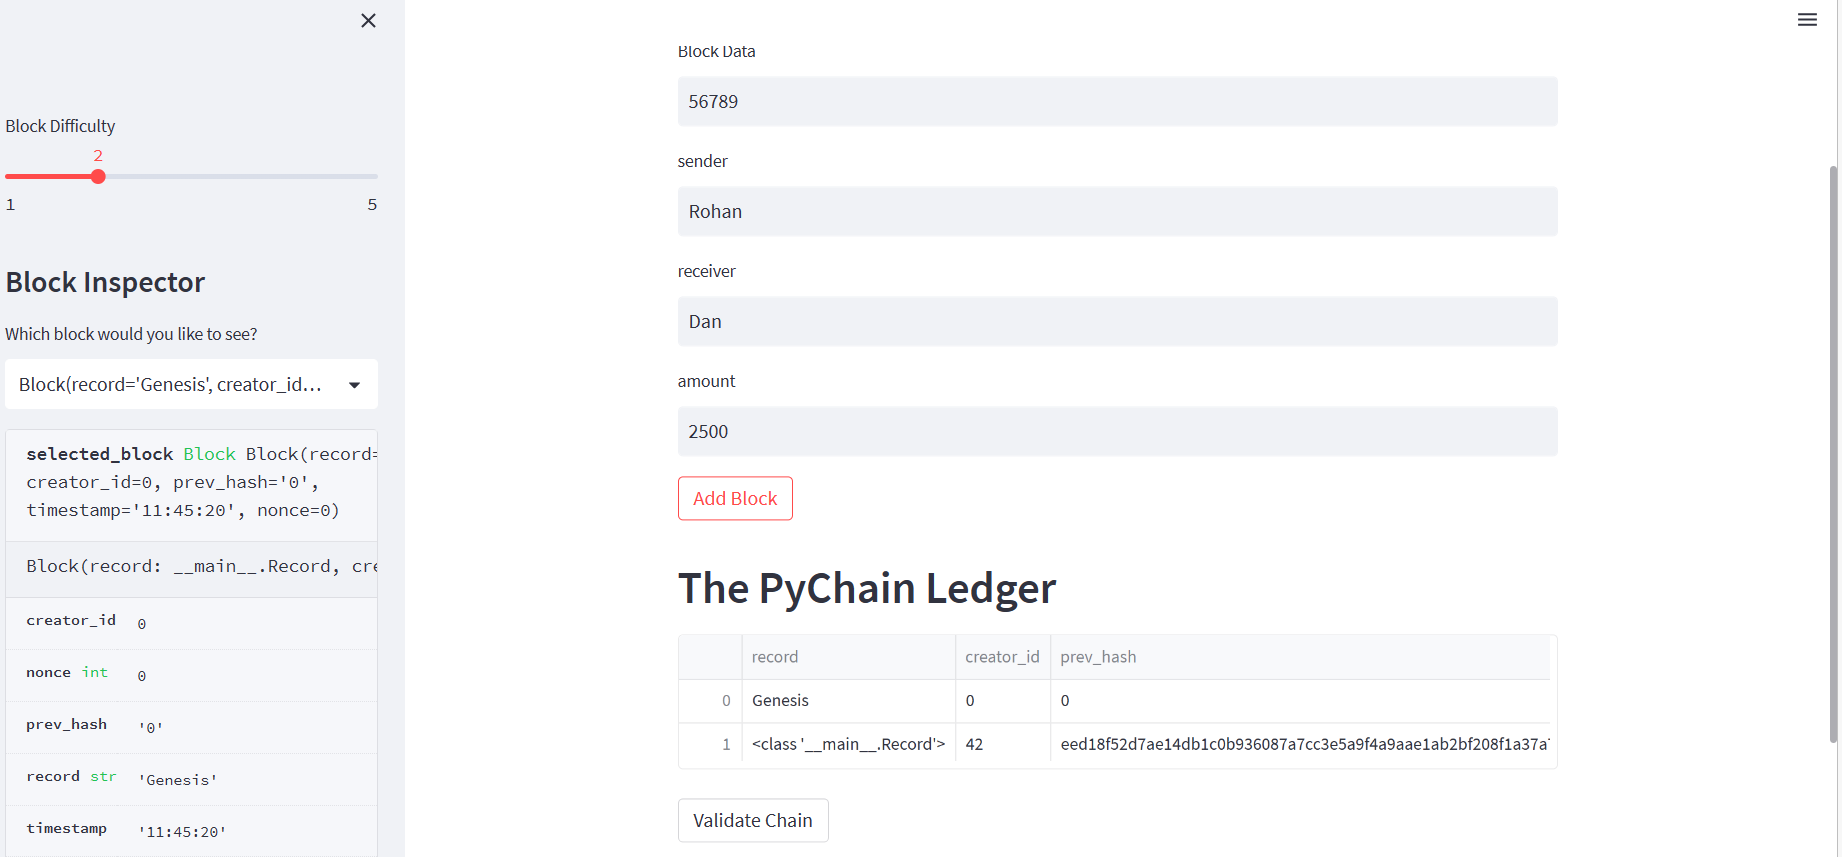 Block Difficulty
2
1 5
Block Inspector
Which block would you like to see?
Block(record='Genesis', creator_id...
selected_block Block Block(record=
creator_id=0, prev_hash='0',
timestamp='11:45:20', nonce=0)
Block(record: __main__.Record, cre
creator_id 0
nonce int 0
prev_hash '0'
record str 'Genesis'
timestamp '11:45:20'
Block Data
56789
sender
Rohan
receiver
Dan
amount
2500
Add Block
The PyChain Ledger
record creator_id prev_hash
0 Genesis 0 0
1 <class '__main__.Record'> 42 eed18f52d7ae14db1c0b936087a7cc3e5a9f4a9aae1ab2bf208f1a37a
Validate Chain